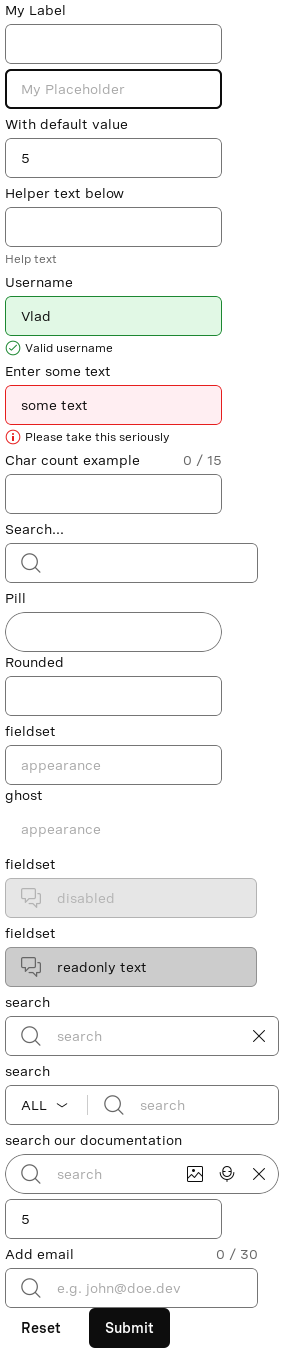 My Label
My Placeholder
With default value
5
Helper text below
Help text
Username
Vlad
Valid username
Enter some text
some text
Please take this seriously
Char count example 0 / 15
Search...
Pill
Rounded
fieldset
appearance
ghost
appearance
fieldset
disabled
fieldset
readonly text
search
search
search
ALL search
search our documentation
search
5
Add email 0 / 30
e.g. john@doe.dev
Reset Submit